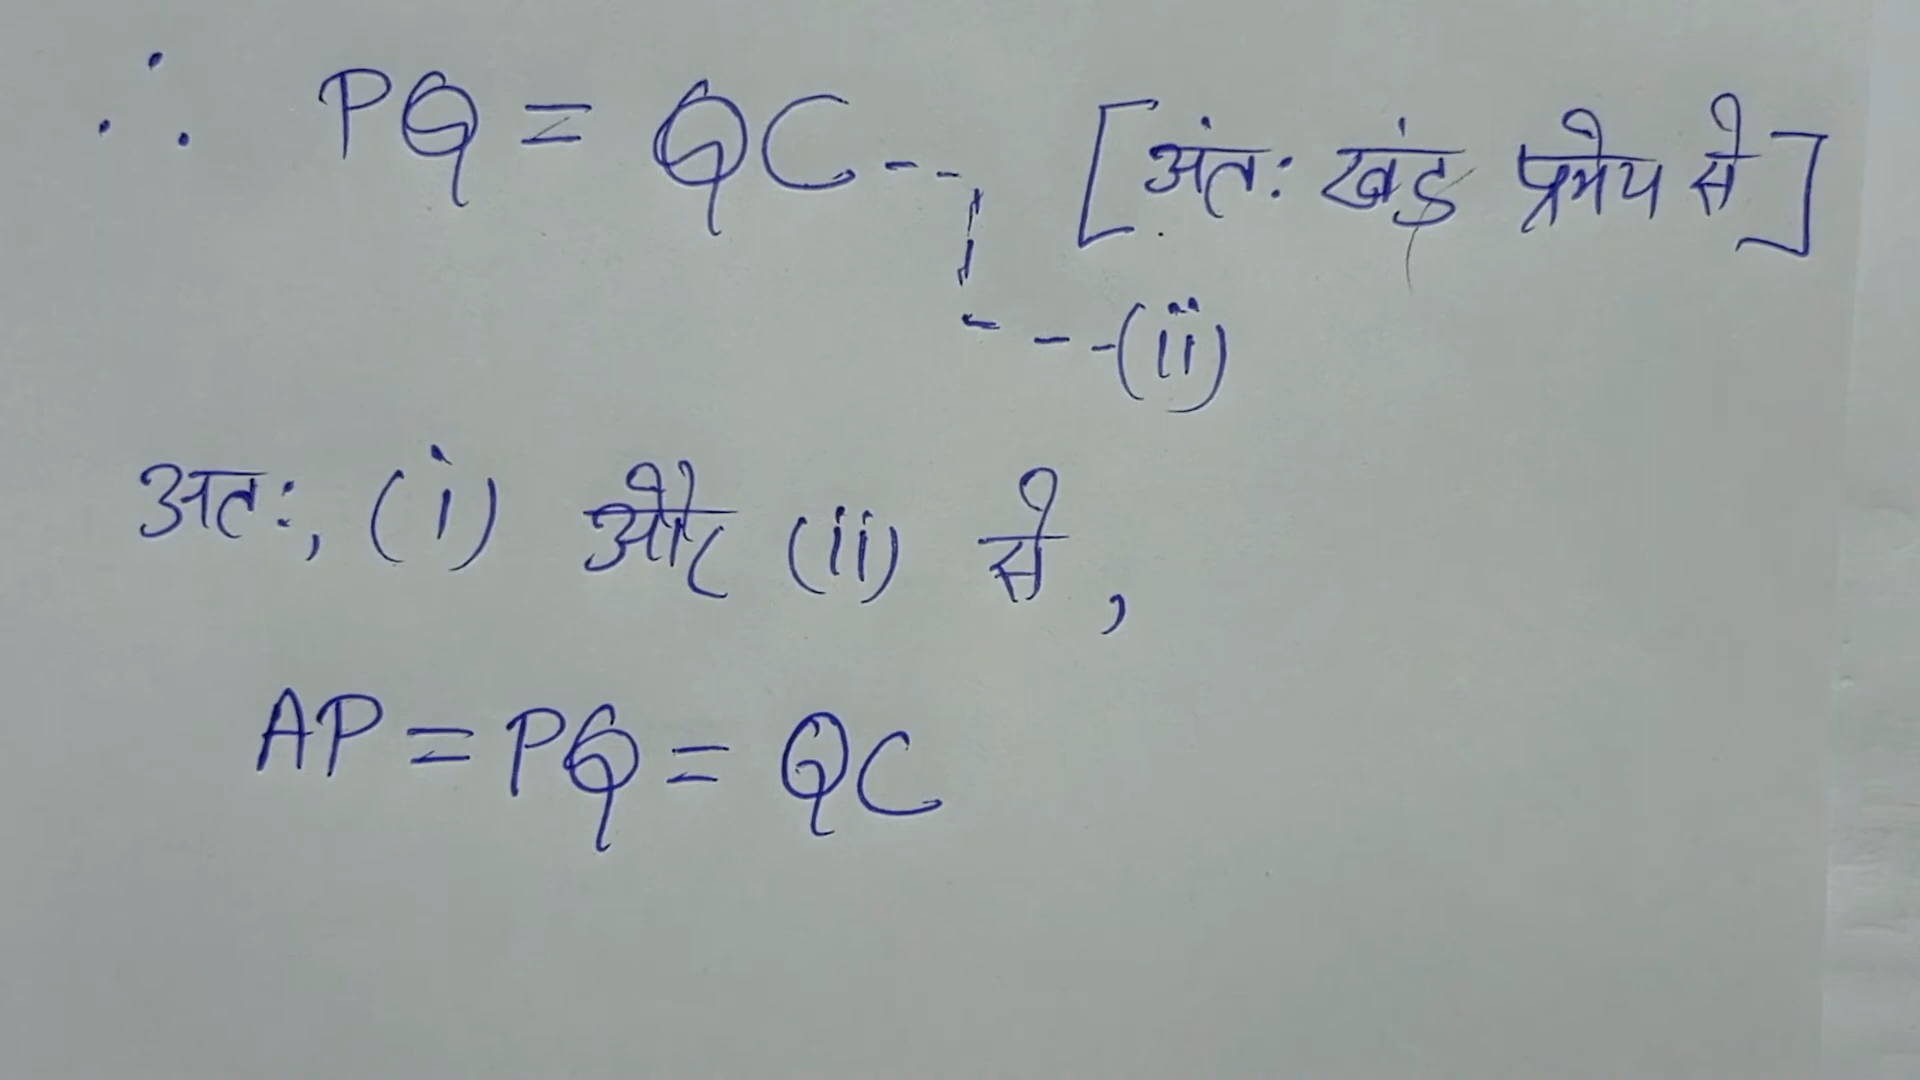 ∴ PQ = QC--- [अंत: खंड प्रमेय से]
---(ii)
अत:, (i) और (ii) से,
AP = PQ = QC